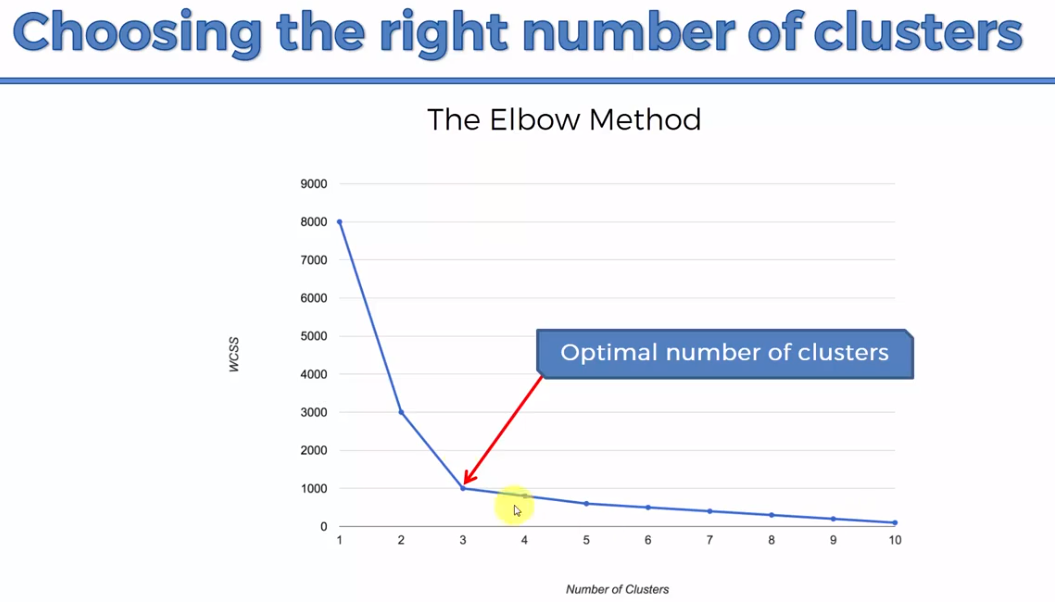 Choosing the right number of clusters
The Elbow Method
9000
8000
7000
6000
5000
4000
3000
2000
1000
0
WCSS
Optimal number of clusters
1 2 3 4 5 6 7 8 9 10
Number of Clusters